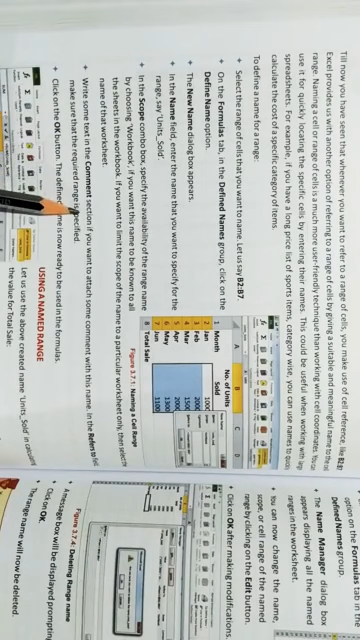 Till now you have seen that whenever you want to refer to a range of cells, you make use of cell reference, like B2:B7
Excel provides us with another option of referring to a range of cells by giving a suitable and meaningful name to the
range. Naming a cell or range of cells is a much more user-friendly technique than working with cell coordinates. You can
use it for quickly locating the specific cells by entering their names. This could be useful when working with large
spreadsheets. For example, if you have a long price list of sports items, category wise, you can use names to quickly
calculate the cost of a specific category of items.
To define a name for a range:
Select the range of cells that you want to name. Let us say B2:B7.
On the Formulas tab, in the Defined Names group, click on the
Define Name option.
The New Name dialog box appears.
In the Name field, enter the name that you want to specify for the
range, say 'Units_Sold'.
In the Scope combo box, specify the availability of the range name
by choosing 'Workbook', if you want this name to be known to all
the sheets in the workbook. If you want to limit the scope of the name to a particular worksheet only, then select
name of that worksheet.
Write some text in the Comment section if you want to attach some comment with this name. In the Refers to
make sure that the required range is specified.
Click on the OK button. The defined name is now ready to be used in the formulas.
A B C D
1 Month No. of Units Sold
2 Jan
3 Feb
4 Mar
5 Apr
6 May
7 Jun
8 Total Sale
Figure 3.7.1: Naming a Cell Range
USING A NAMED RANGE
Let us use the above created name 'Units_Sold' in
the value for Total Sale:
option on the Formulas tab in the
Defined Names group.
The Name Manager dialog box
appears displaying all the named
ranges in the worksheet.
You can now change the name,
scope, or cell range of the named
range by clicking on the Edit button.
Click on OK after making modifications.
Figure 3.7.4: Deleting Range name
A message box will be displayed prompting
Click on OK.
The range name will now be deleted.